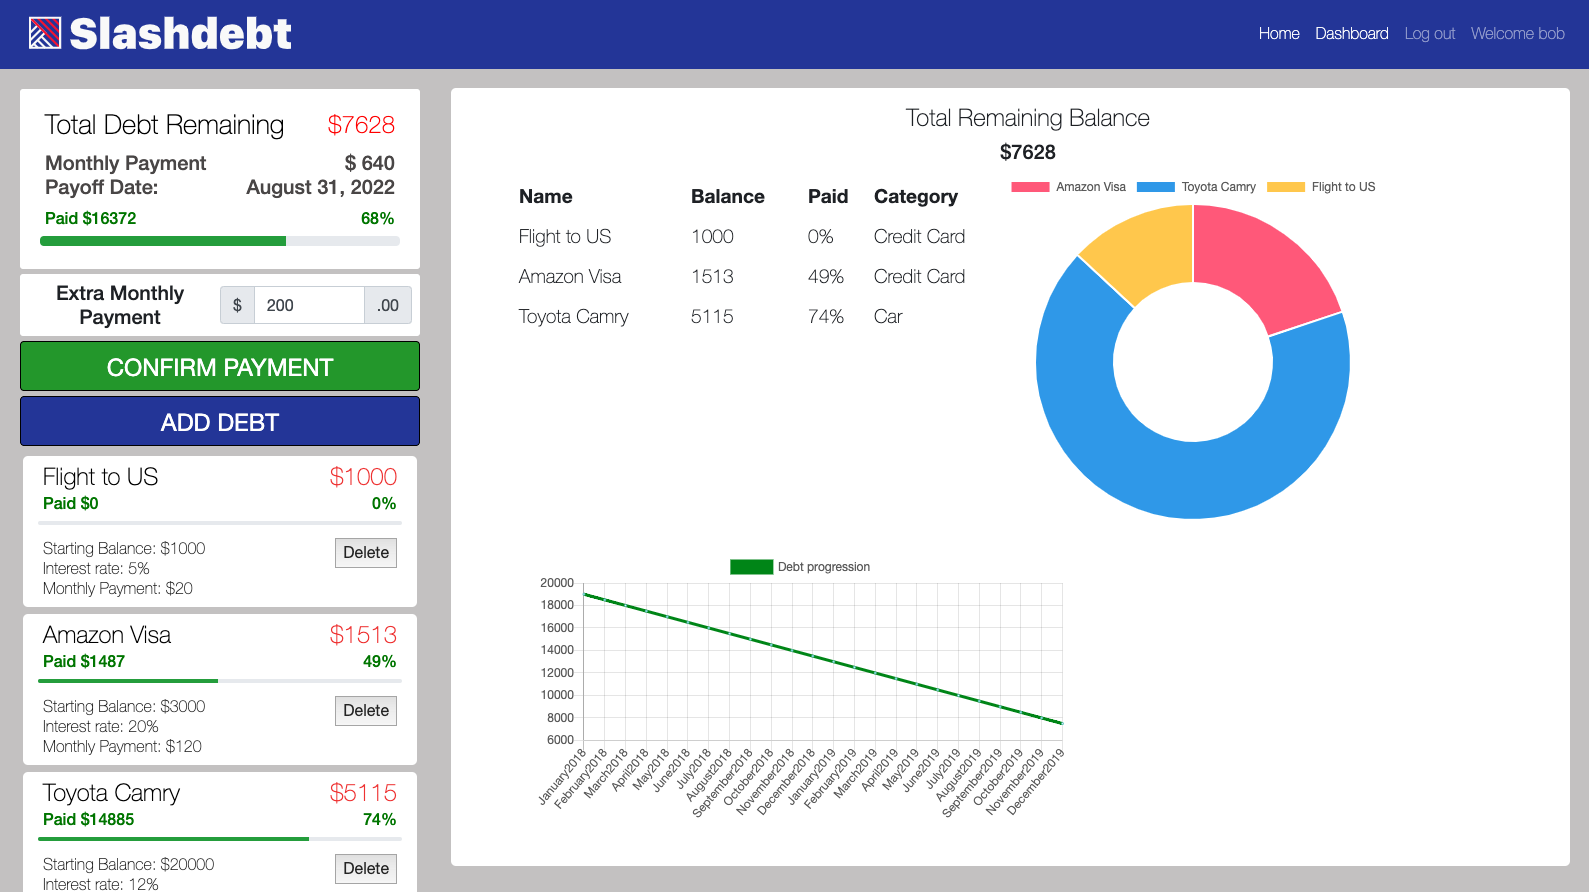 Slashdebt
Home Dashboard Log out Welcome bob
Total Debt Remaining $7628
Monthly Payment $ 640
Payoff Date: August 31, 2022
Paid $16372 68%
Extra Monthly
Payment
$ 200 .00
CONFIRM PAYMENT
ADD DEBT
Flight to US $1000
Paid $0 0%
Starting Balance: $1000
Delete
Interest rate: 5%
Monthly Payment: $20
Amazon Visa $1513
Paid $1487 49%
Starting Balance: $3000
Delete
Interest rate: 20%
Monthly Payment: $120
Toyota Camry $5115
Paid $14885 74%
Starting Balance: $20000
Delete
Interest rate: 12%
Total Remaining Balance
$7628
Name Balance Paid Category
Flight to US 1000 0% Credit Card
Amazon Visa 1513 49% Credit Card
Toyota Camry 5115 74% Car
Amazon Visa Toyota Camry Flight to US
Debt progression
20000
18000
16000
14000
12000
10000
8000
6000
January2018
February2018
March2018
April2018
May2018
June2018
July2018
August2018
September2018
October2018
November2018
December2018
January2019
February2019
March2019
April2019
May2019
June2019
July2019
August2019
September2019
October2019
November2019
December2019